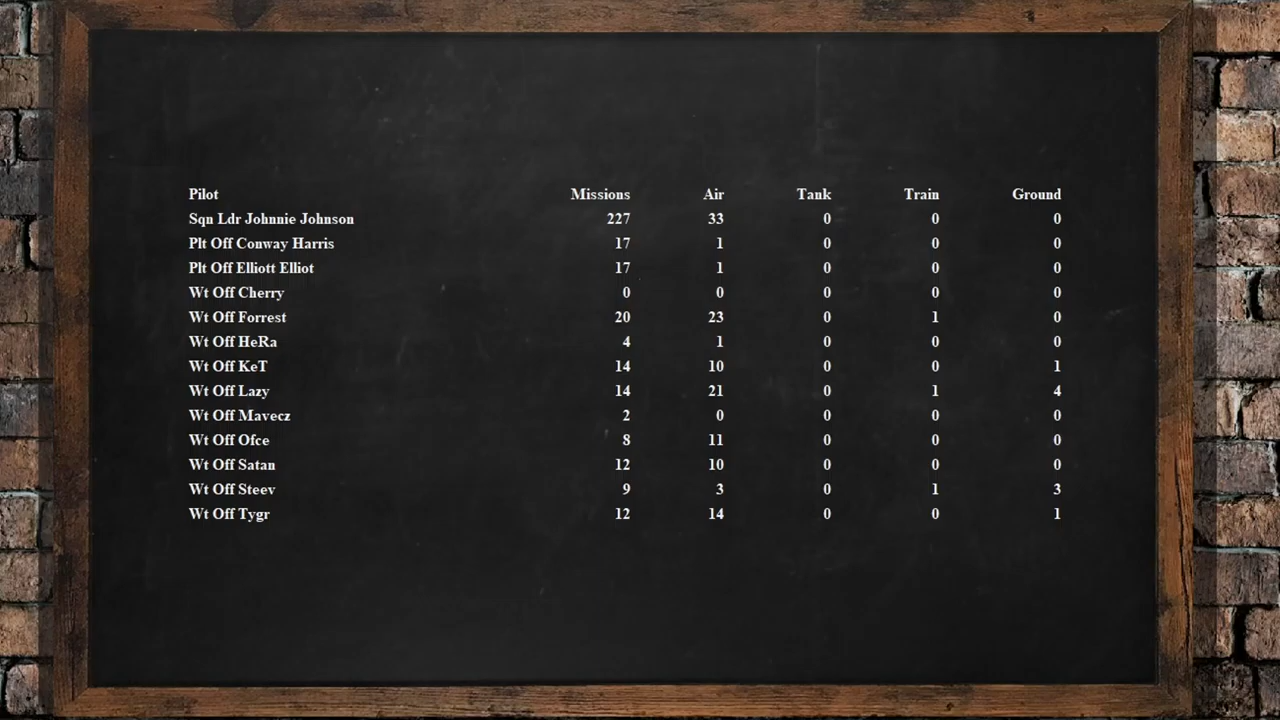 Pilot Missions Air Tank Train Ground
Sqn Ldr Johnnie Johnson 227 33 0 0 0
Plt Off Conway Harris 17 1 0 0 0
Plt Off Elliott Elliot 17 1 0 0 0
Wt Off Cherry 0 0 0 0 0
Wt Off Forrest 20 23 0 1 0
Wt Off HeRa 4 1 0 0 0
Wt Off KeT 14 10 0 0 1
Wt Off Lazy 14 21 0 1 4
Wt Off Mavecz 2 0 0 0 0
Wt Off Ofce 8 11 0 0 0
Wt Off Satan 12 10 0 0 0
Wt Off Steev 9 3 0 1 3
Wt Off Tygr 12 14 0 0 1